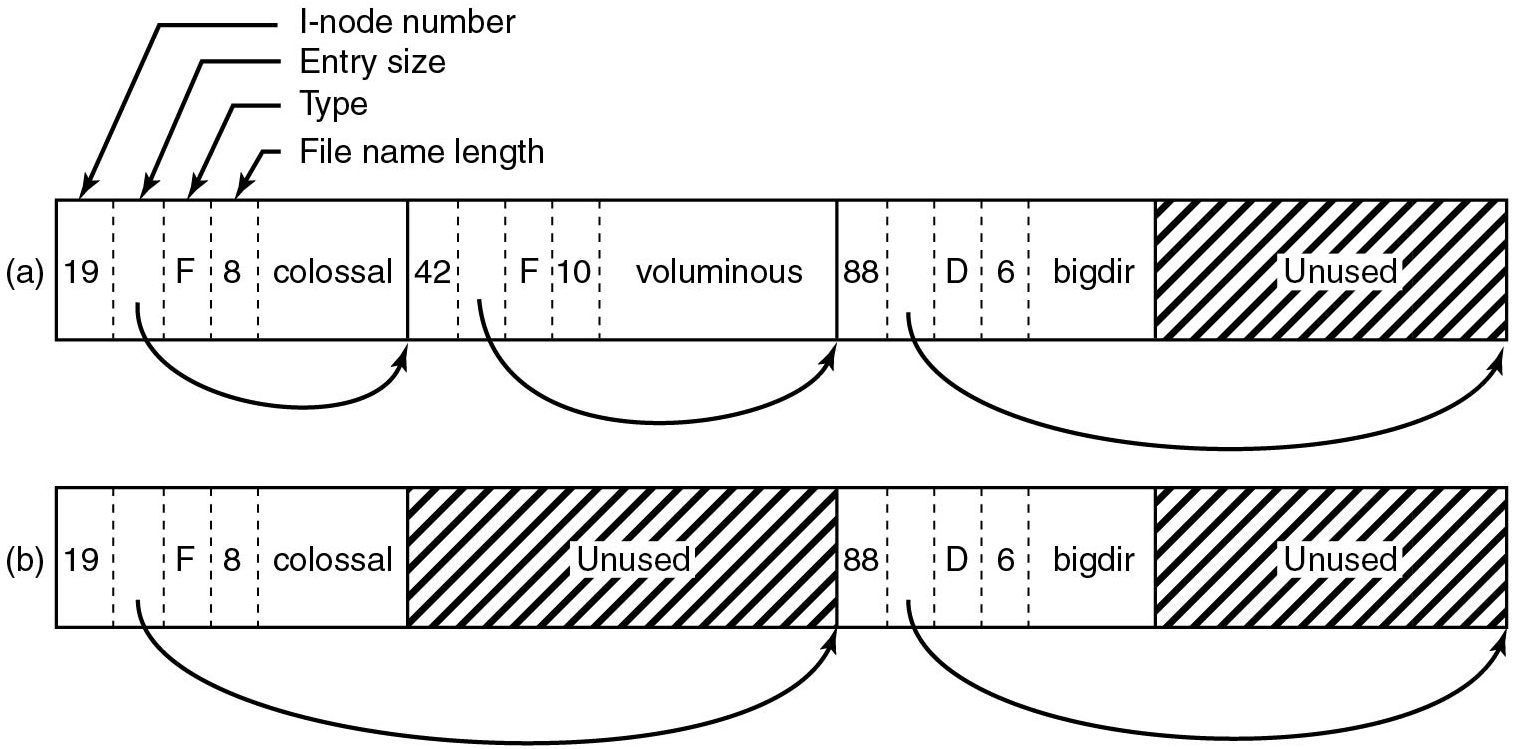 I-node number
Entry size
Type
File name length
(a) 19 F 8 colossal 42 F 10 voluminous 88 D 6 bigdir Unused
(b) 19 F 8 colossal Unused 88 D 6 bigdir Unused